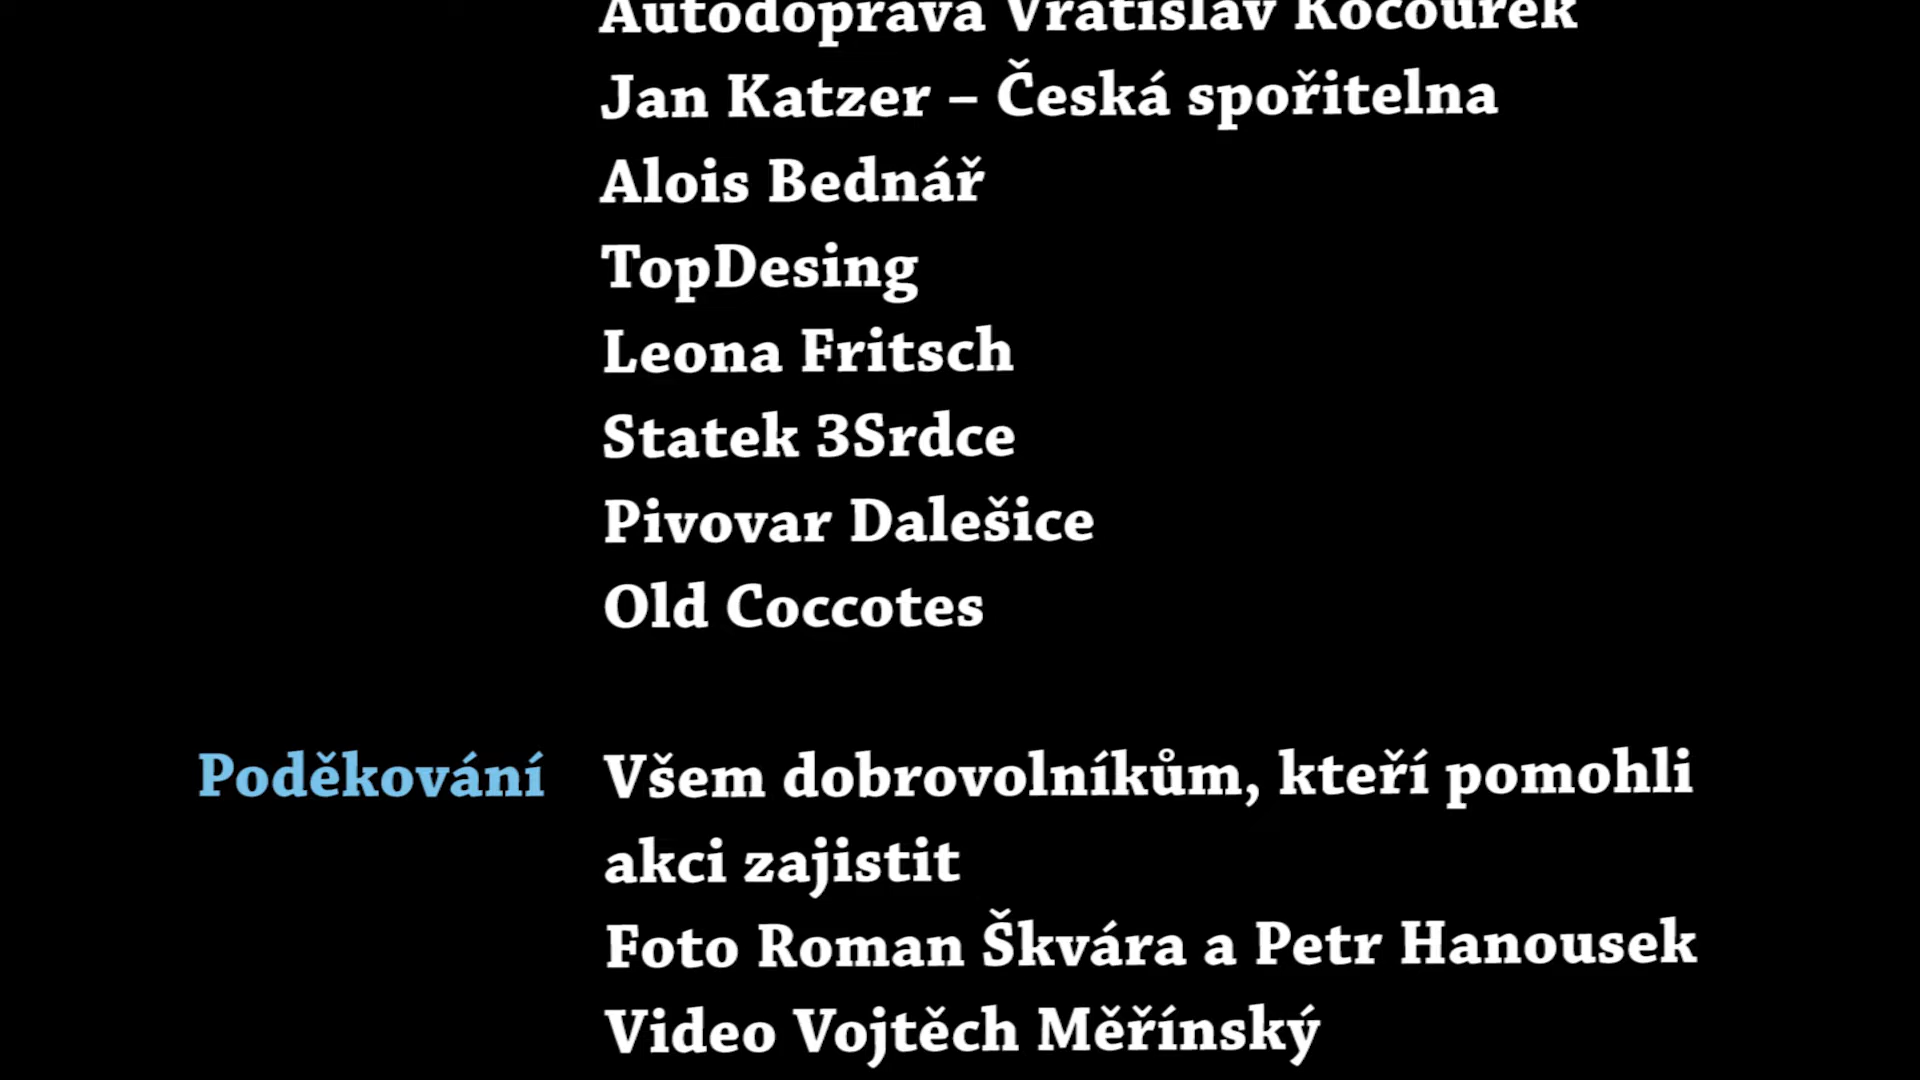 Autodoprava Vratislav Kocourek
Jan Katzer – Česká spořitelna
Alois Bednář
TopDesing
Leona Fritsch
Statek 3Srdce
Pivovar Dalešice
Old Coccotes
Poděkování Všem dobrovolníkům, kteří pomohli
akci zajistit
Foto Roman Škvára a Petr Hanousek
Video Vojtěch Měřínský